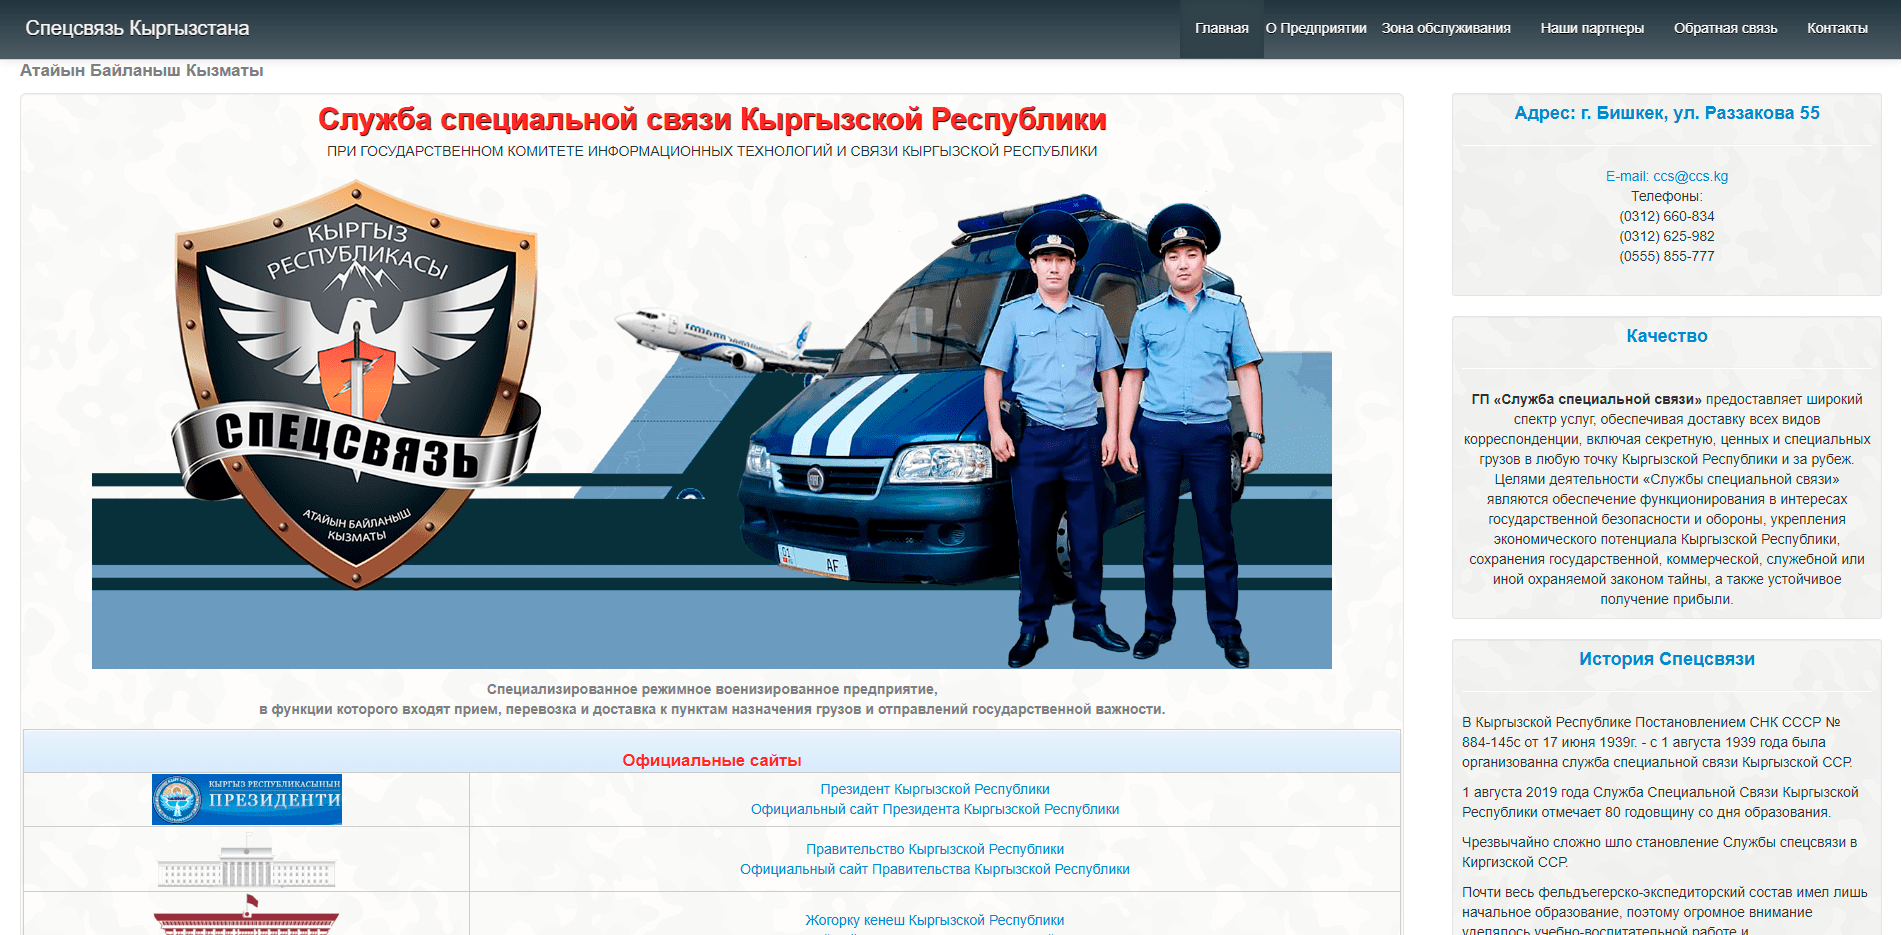 Спецсвязь Кыргызстана
Главная
О Предприятии
Зона обслуживания
Наши партнеры
Обратная связь
Контакты
Атайын Байланыш Кызматы
Служба специальной связи Кыргызской Республики
ПРИ ГОСУДАРСТВЕННОМ КОМИТЕТЕ ИНФОРМАЦИОННЫХ ТЕХНОЛОГИЙ И СВЯЗИ КЫРГЫЗСКОЙ РЕСПУБЛИКИ
КЫРГЫЗ
РЕСПУБЛИКАСЫ
СПЕЦСВЯЗЬ
АТАЙЫН БАЙЛАНЫШ
КЫЗМАТЫ
01
AF
FIAT
Специализированное режимное военизированное предприятие,
в функции которого входят прием, перевозка и доставка к пунктам назначения грузов и отправлений государственной важности.
Официальные сайты
КЫРГЫЗ РЕСПУБЛИКАСЫНЫН
ПРЕЗИДЕНТИ
Президент Кыргызской Республики
Официальный сайт Президента Кыргызской Республики
Правительство Кыргызской Республики
Официальный сайт Правительства Кыргызской Республики
Жогорку кенеш Кыргызской Республики
Адрес: г. Бишкек, ул. Раззакова 55
E-mail: ccs@ccs.kg
Телефоны:
(0312) 660-834
(0312) 625-982
(0555) 855-777
Качество
ГП «Служба специальной связи» предоставляет широкий
спектр услуг, обеспечивая доставку всех видов
корреспонденции, включая секретную, ценных и специальных
грузов в любую точку Кыргызской Республики и за рубеж.
Целями деятельности «Службы специальной связи»
являются обеспечение функционирования в интересах
государственной безопасности и обороны, укрепления
экономического потенциала Кыргызской Республики,
сохранения государственной, коммерческой, служебной или
иной охраняемой законом тайны, а также устойчивое
получение прибыли.
История Спецсвязи
В Кыргызской Республике Постановлением СНК СССР №
884-145с от 17 июня 1939г. - с 1 августа 1939 года была
организованна служба специальной связи Кыргызской ССР.
1 августа 2019 года Служба Специальной Связи Кыргызской
Республики отмечает 80 годовщину со дня образования.
Чрезвычайно сложно шло становление Службы спецсвязи в
Киргизской ССР.
Почти весь фельдъегерско-экспедиторский состав имел лишь
начальное образование, поэтому огромное внимание
уделялось учебно-воспитательной работе и